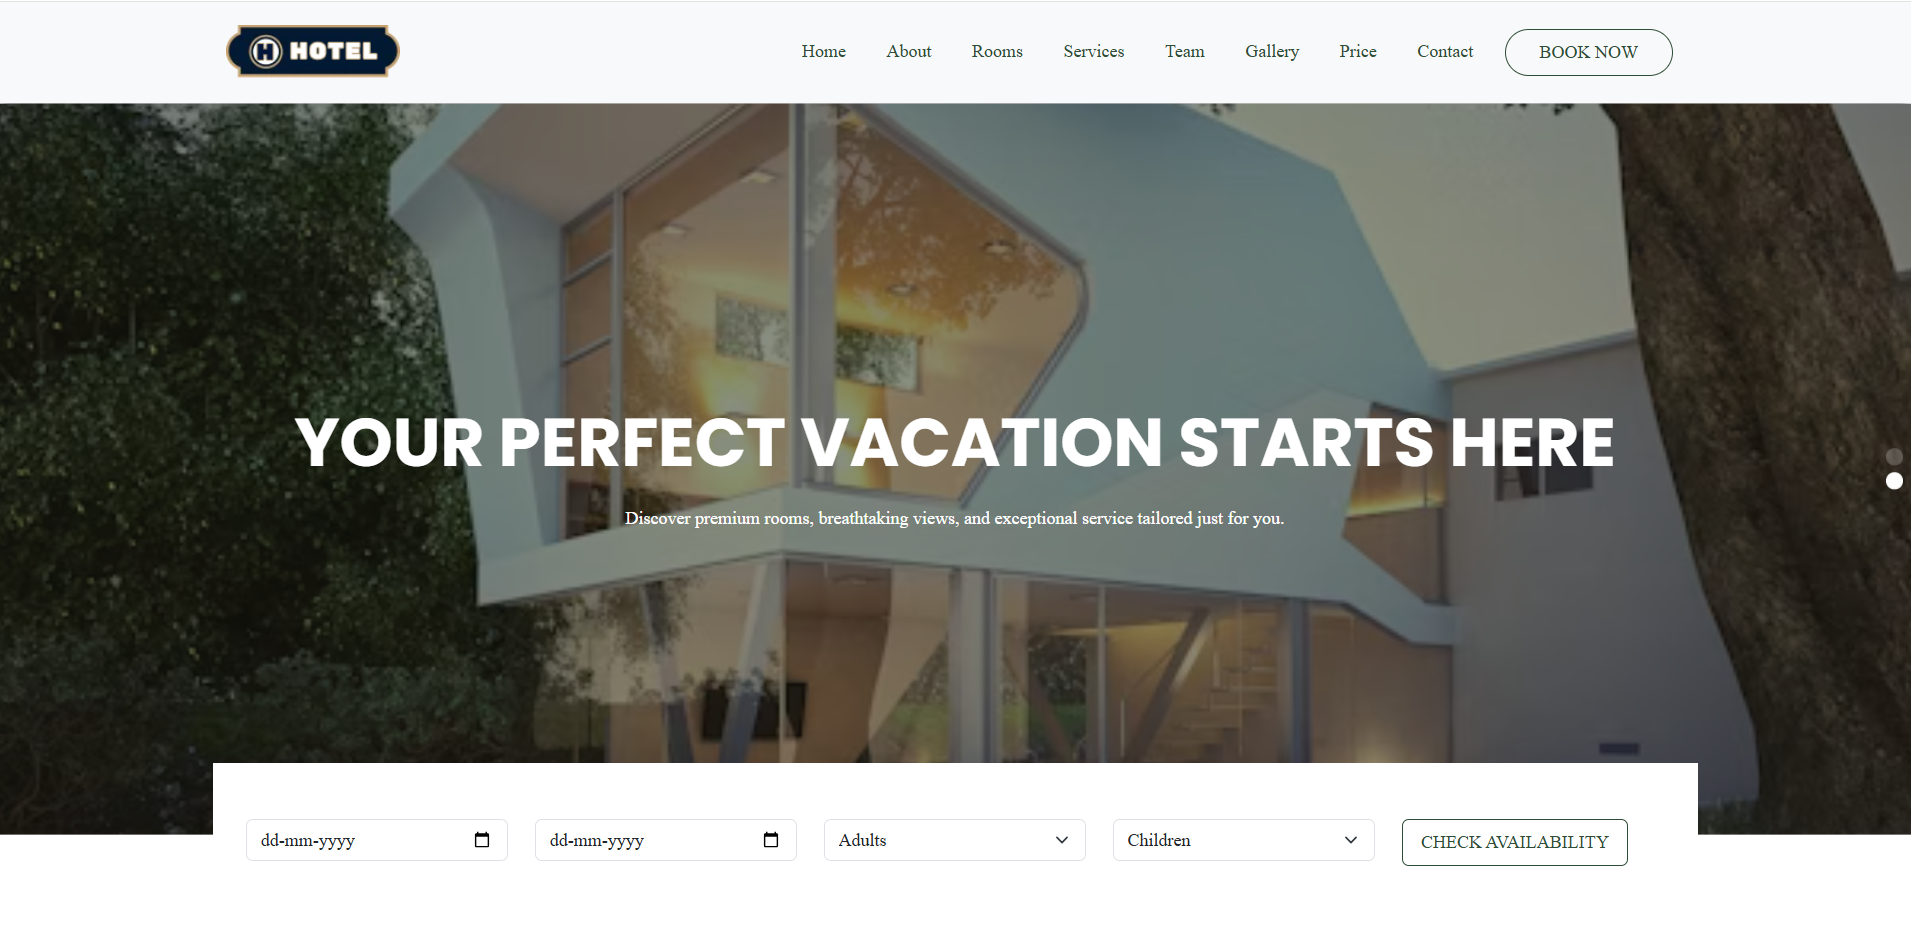 H HOTEL
Home About Rooms Services Team Gallery Price Contact BOOK NOW
YOUR PERFECT VACATION STARTS HERE
Discover premium rooms, breathtaking views, and exceptional service tailored just for you.
dd-mm-yyyy dd-mm-yyyy Adults Children CHECK AVAILABILITY